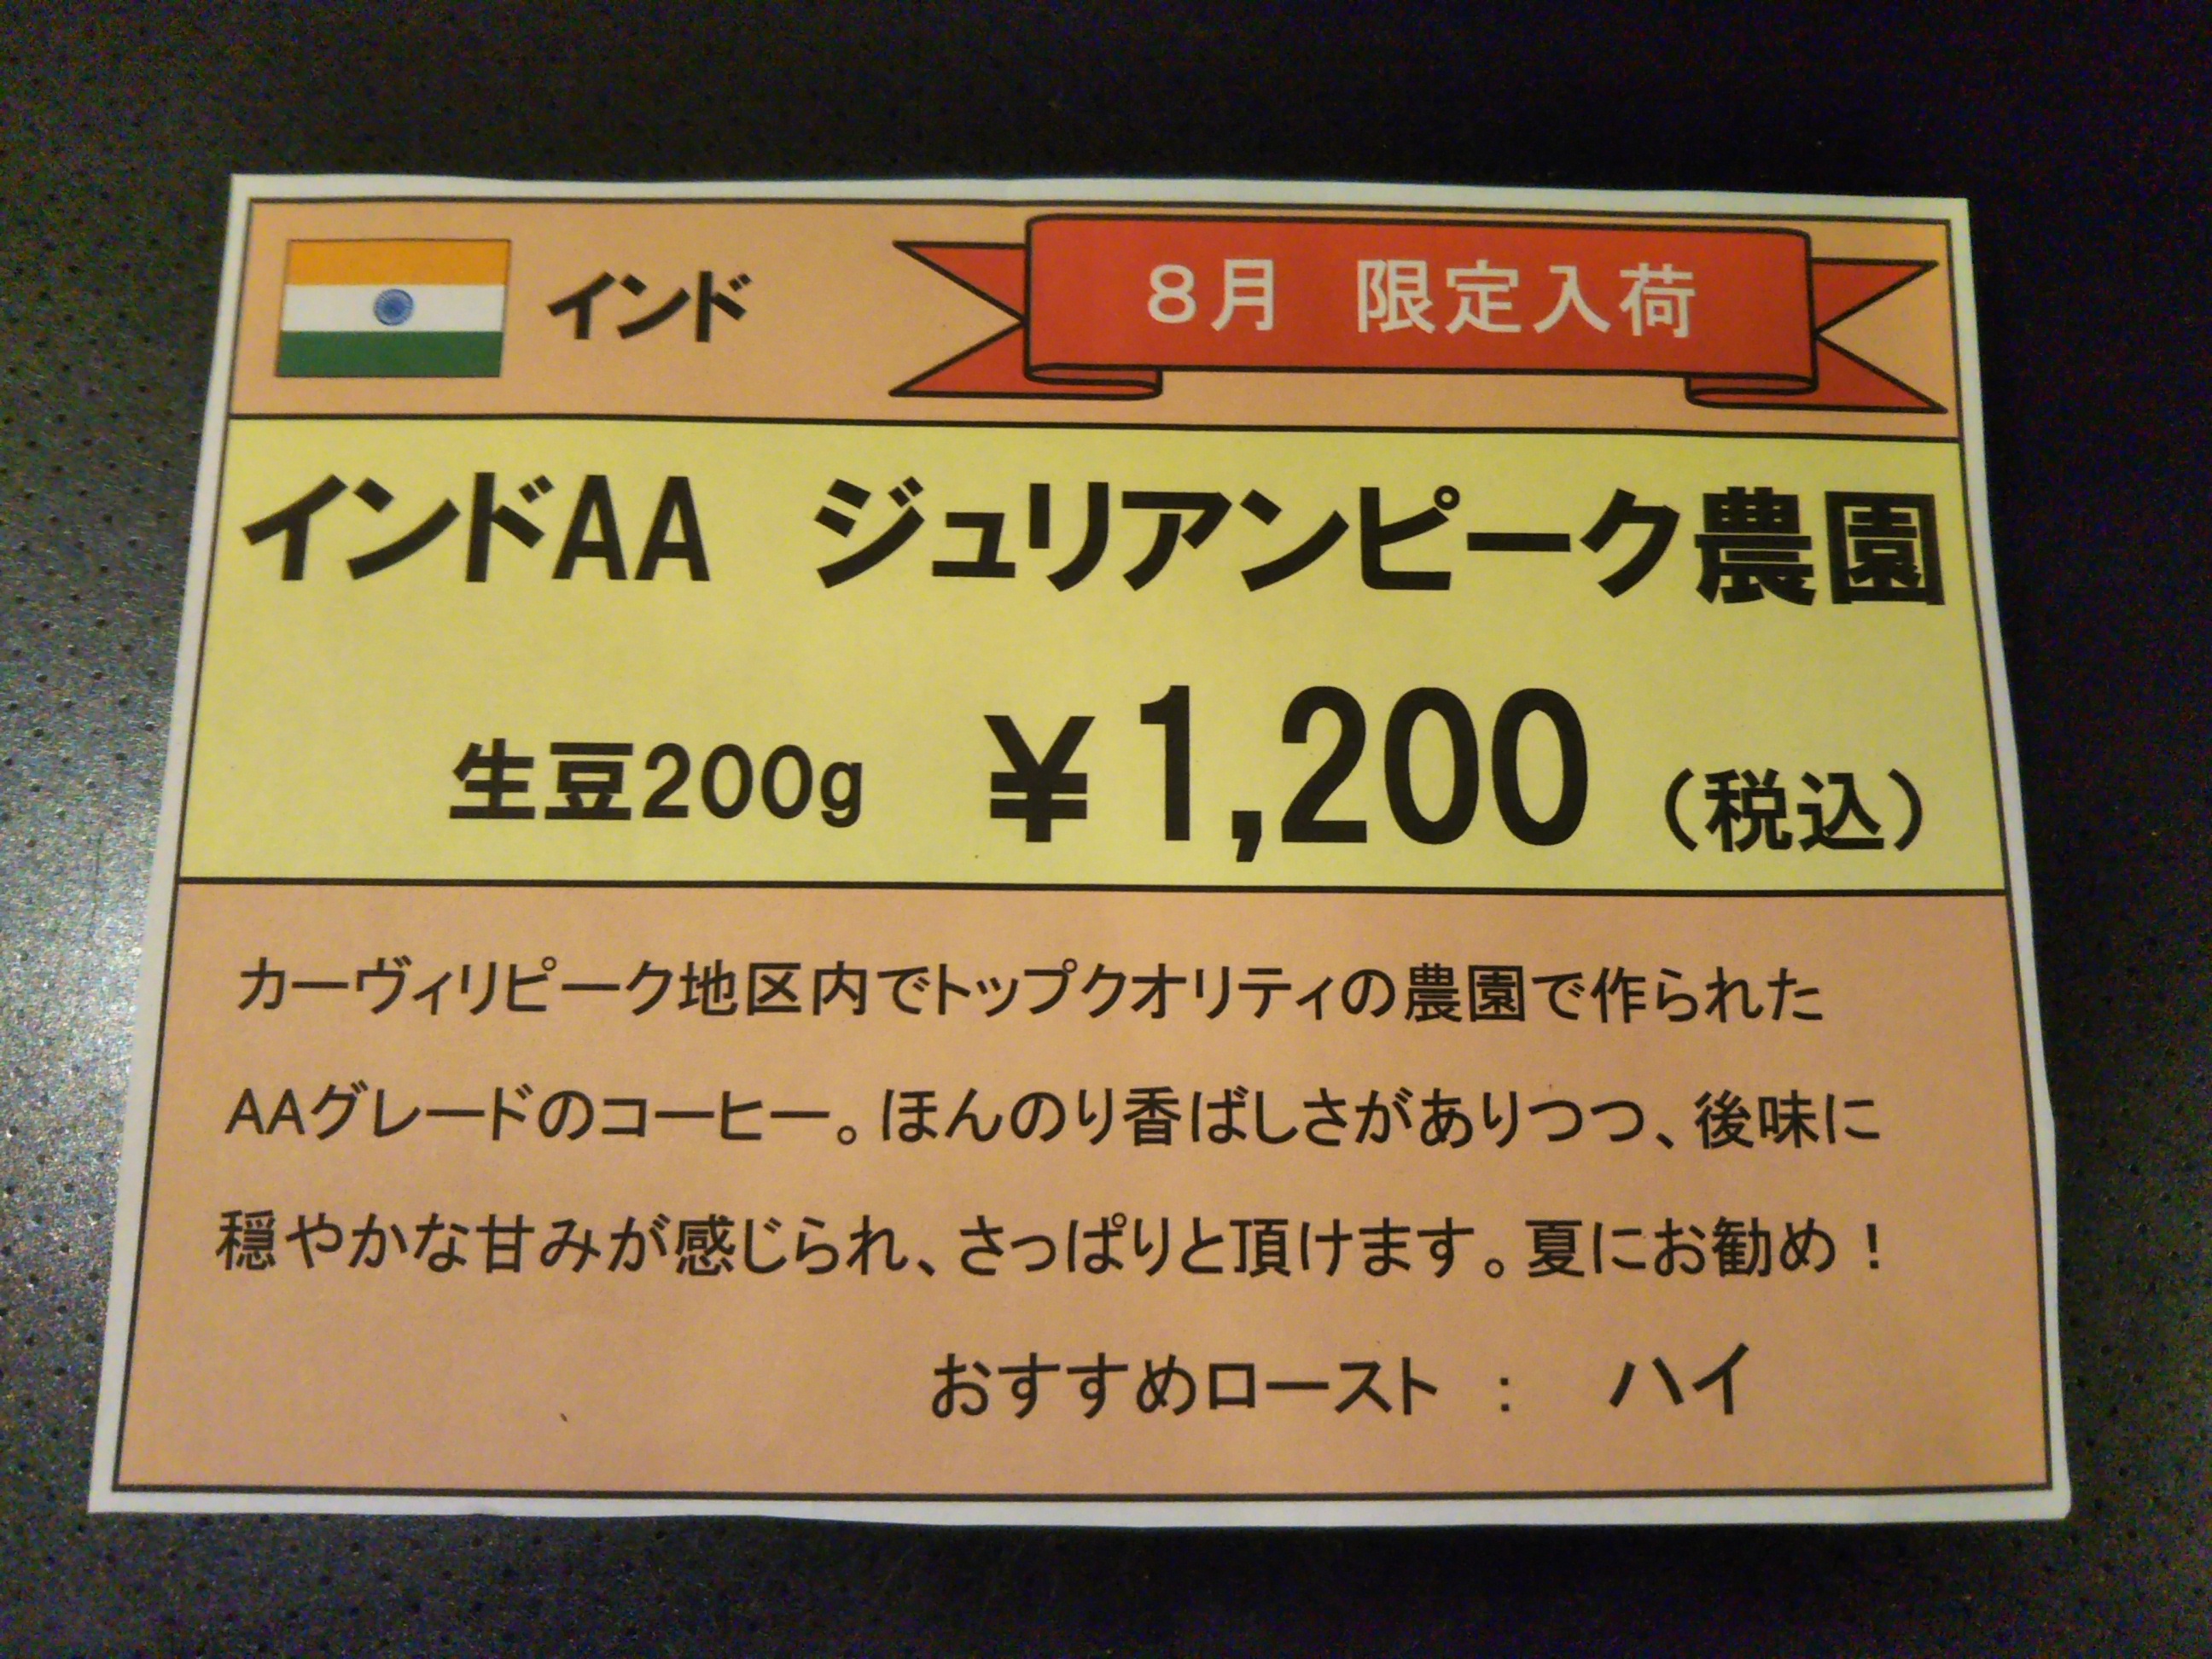 インド
8月　限定入荷
インドAA　ジュリアンピーク農園
生豆200g　¥1,200（税込）
カーヴィリピーク地区内でトップクオリティの農園で作られた
AAグレードのコーヒー。ほんのり香ばしさがありつつ、後味に
穏やかな甘みが感じられ、さっぱりと頂けます。夏にお勧め！
おすすめロースト　：　ハイ